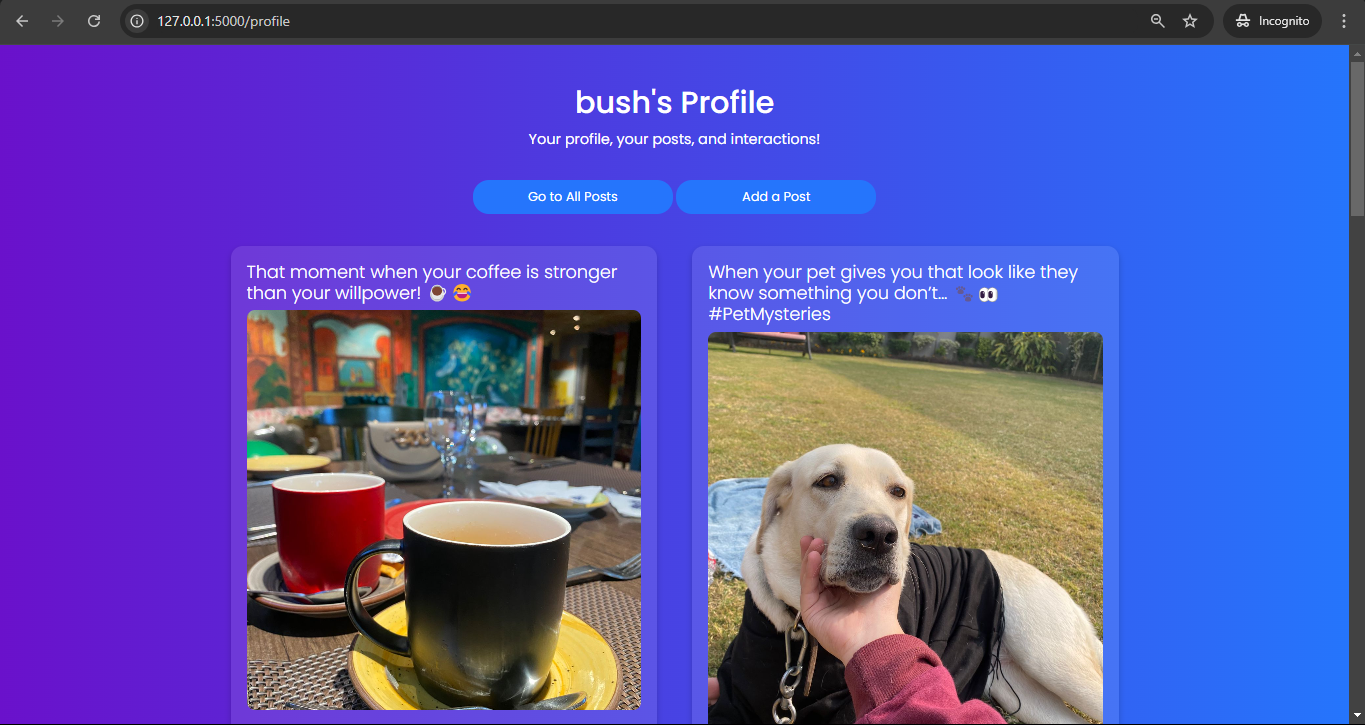 127.0.0.1:5000/profile
Incognito
bush's Profile
Your profile, your posts, and interactions!
Go to All Posts
Add a Post
That moment when your coffee is stronger
than your willpower! ☕ 😂
When your pet gives you that look like they
know something you don’t... 🐾 👀
#PetMysteries